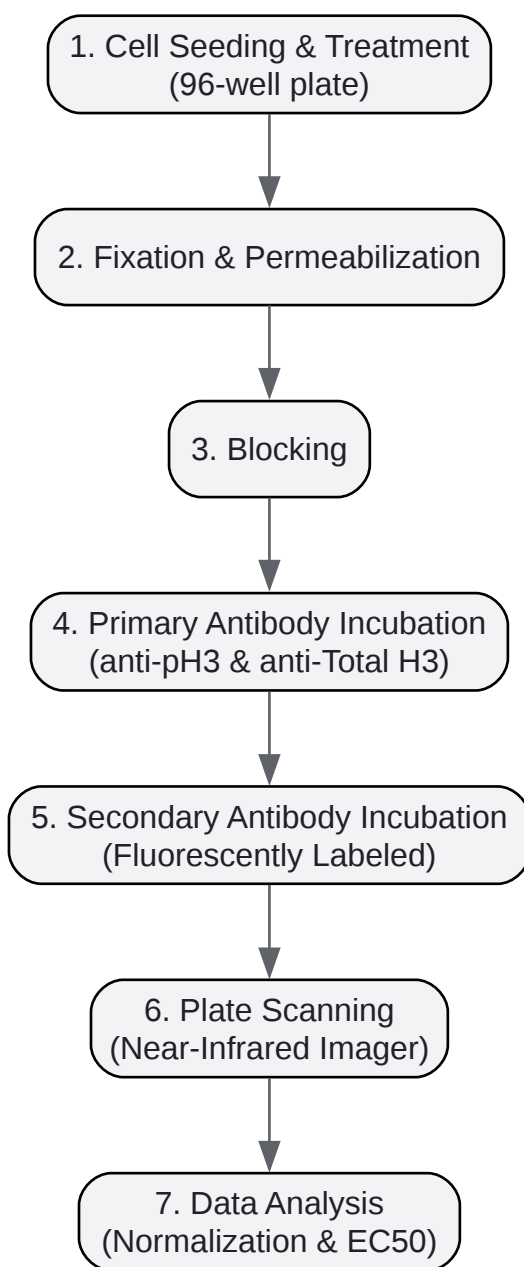 1. Cell Seeding & Treatment
(96-well plate)
2. Fixation & Permeabilization
3. Blocking
4. Primary Antibody Incubation
(anti-pH3 & anti-Total H3)
5. Secondary Antibody Incubation
(Fluorescently Labeled)
6. Plate Scanning
(Near-Infrared Imager)
7. Data Analysis
(Normalization & EC50)